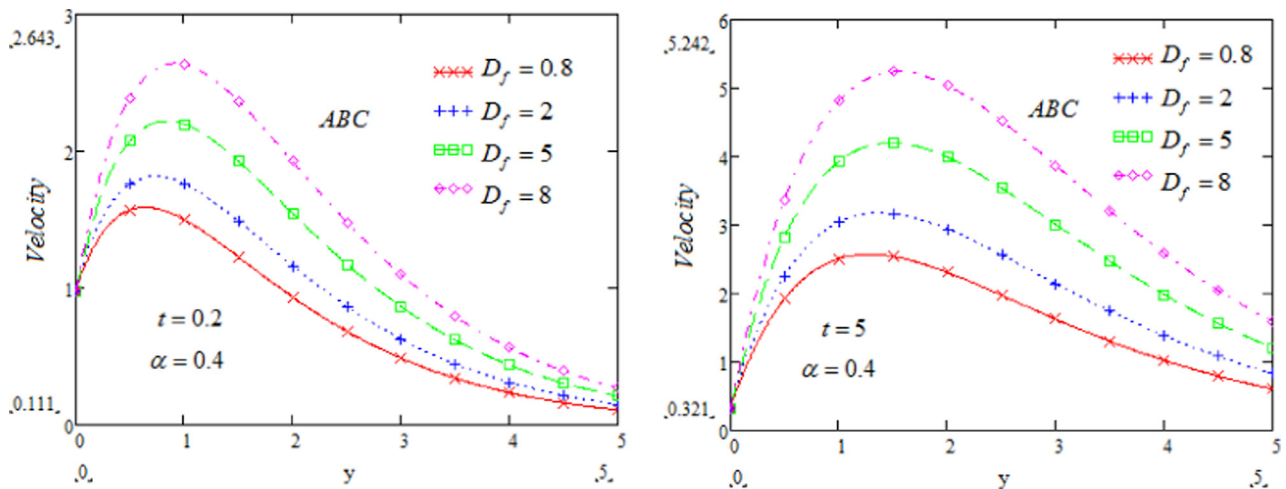 3
2.643
2
1
0.111
0
Velocity
ABC
D_f = 0.8
D_f = 2
D_f = 5
D_f = 8
t = 0.2
α = 0.4
0 1 2 3 4 5
0 y 5
6
5.242
5
4
3
2
1
0.321
0
Velocity
ABC
D_f = 0.8
D_f = 2
D_f = 5
D_f = 8
t = 5
α = 0.4
0 1 2 3 4 5
0 y 5